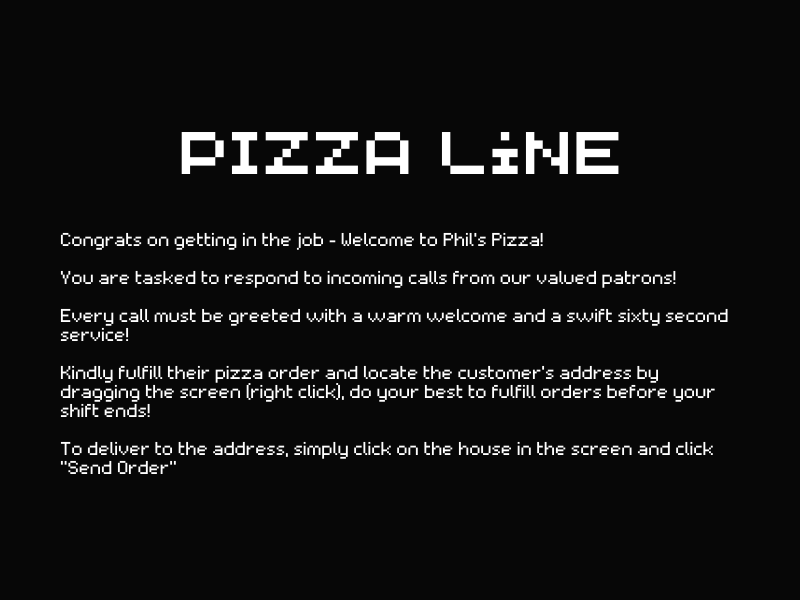 PIZZA LiNE
Congrats on getting in the job - Welcome to Phil's Pizza!
You are tasked to respond to incoming calls from our valued patrons!
Every call must be greeted with a warm welcome and a swift sixty second
service!
Kindly fulfill their pizza order and locate the customer's address by
dragging the screen (right click), do your best to fulfill orders before your
shift ends!
To deliver to the address, simply click on the house in the screen and click
"Send Order"